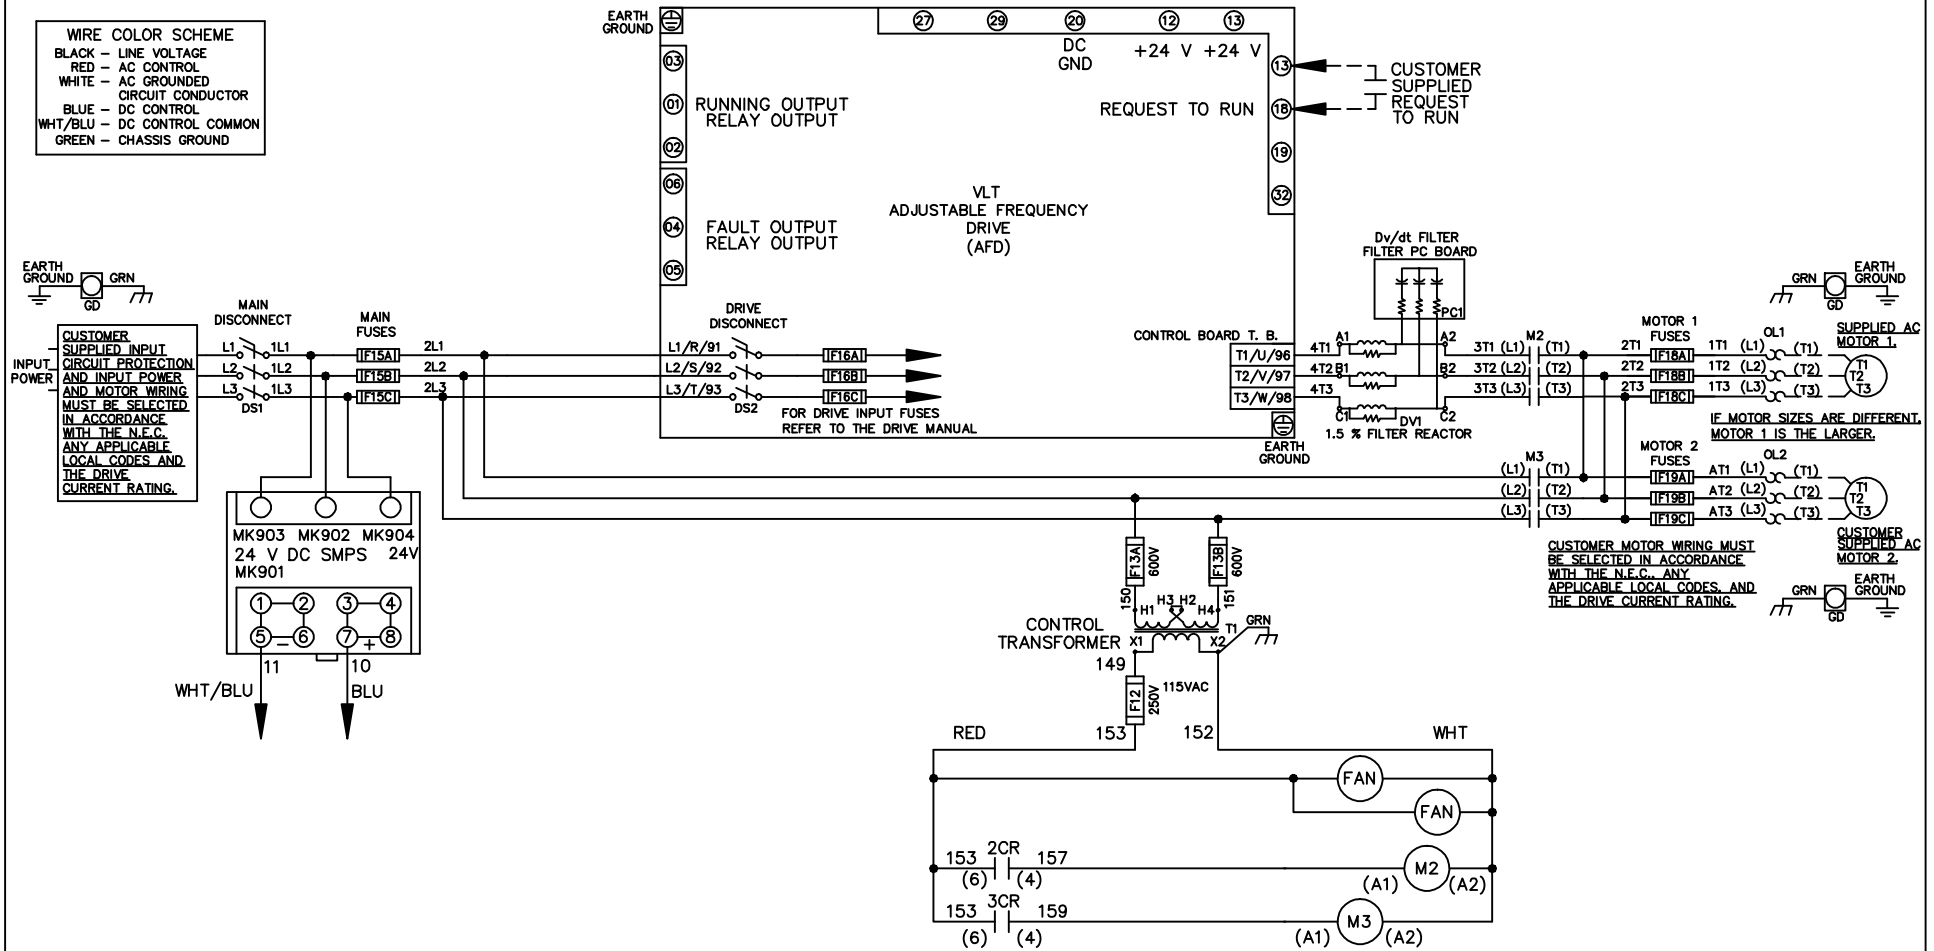 WIRE COLOR SCHEME
BLACK – LINE VOLTAGE
RED – AC CONTROL
WHITE – AC GROUNDED
CIRCUIT CONDUCTOR
BLUE – DC CONTROL
WHT/BLU – DC CONTROL COMMON
GREEN – CHASSIS GROUND
EARTH
GROUND
27 29 20 12 13
DC
GND
+24 V +24 V
03
01
02
RUNNING OUTPUT
RELAY OUTPUT
06
04
05
FAULT OUTPUT
RELAY OUTPUT
VLT
ADJUSTABLE FREQUENCY
DRIVE
(AFD)
REQUEST TO RUN
13
18
19
32
CUSTOMER
SUPPLIED
REQUEST
TO RUN
EARTH
GROUND
GRN
GD
INPUT
POWER
CUSTOMER
SUPPLIED INPUT
CIRCUIT PROTECTION
AND INPUT POWER
AND MOTOR WIRING
MUST BE SELECTED
IN ACCORDANCE
WITH THE N.E.C.
ANY APPLICABLE
LOCAL CODES AND
THE DRIVE
CURRENT RATING.
MAIN
DISCONNECT
L1 1L1
L2 1L2
L3 1L3
DS1
MAIN
FUSES
F15A 2L1
F15B 2L2
F15C 2L3
DRIVE
DISCONNECT
L1/R/91
L2/S/92
L3/T/93
DS2
F16A
F16B
F16C
FOR DRIVE INPUT FUSES
REFER TO THE DRIVE MANUAL
CONTROL BOARD T. B.
T1/U/96
T2/V/97
T3/W/98
EARTH
GROUND
Dv/dt FILTER
FILTER PC BOARD
PC1
4T1 A1 A2
4T2 B1 B2
4T3 C1 C2
DV1
1.5 % FILTER REACTOR
M2
3T1 (L1) (T1)
3T2 (L2) (T2)
3T3 (L3) (T3)
MOTOR 1
FUSES
2T1 F18A 1T1 (L1) (T1)
2T2 F18B 1T2 (L2) (T2)
2T3 F18C 1T3 (L3) (T3)
OL1
GRN
GD
EARTH
GROUND
SUPPLIED AC
MOTOR 1.
T1
T2
T3
IF MOTOR SIZES ARE DIFFERENT,
MOTOR 1 IS THE LARGER.
M3
(L1) (T1)
(L2) (T2)
(L3) (T3)
MOTOR 2
FUSES
F19A AT1 (L1) (T1)
F19B AT2 (L2) (T2)
F19C AT3 (L3) (T3)
OL2
T1
T2
T3
CUSTOMER
SUPPLIED AC
MOTOR 2.
GRN
GD
EARTH
GROUND
CUSTOMER MOTOR WIRING MUST
BE SELECTED IN ACCORDANCE
WITH THE N.E.C., ANY
APPLICABLE LOCAL CODES, AND
THE DRIVE CURRENT RATING.
MK903 MK902 MK904
24 V DC SMPS 24V
MK901
1 2 3 4
5 – 6 7 + 8
11 10
WHT/BLU BLU
F13A 600V
F13B 600V
150 151
H1 H3 H2 H4
CONTROL
TRANSFORMER
X1 X2 T1
GRN
149
F12 250V
115VAC
153 152
RED WHT
FAN
FAN
153 2CR 157
(6) (4)
M2
(A1) (A2)
153 3CR 159
(6) (4)
M3
(A1) (A2)